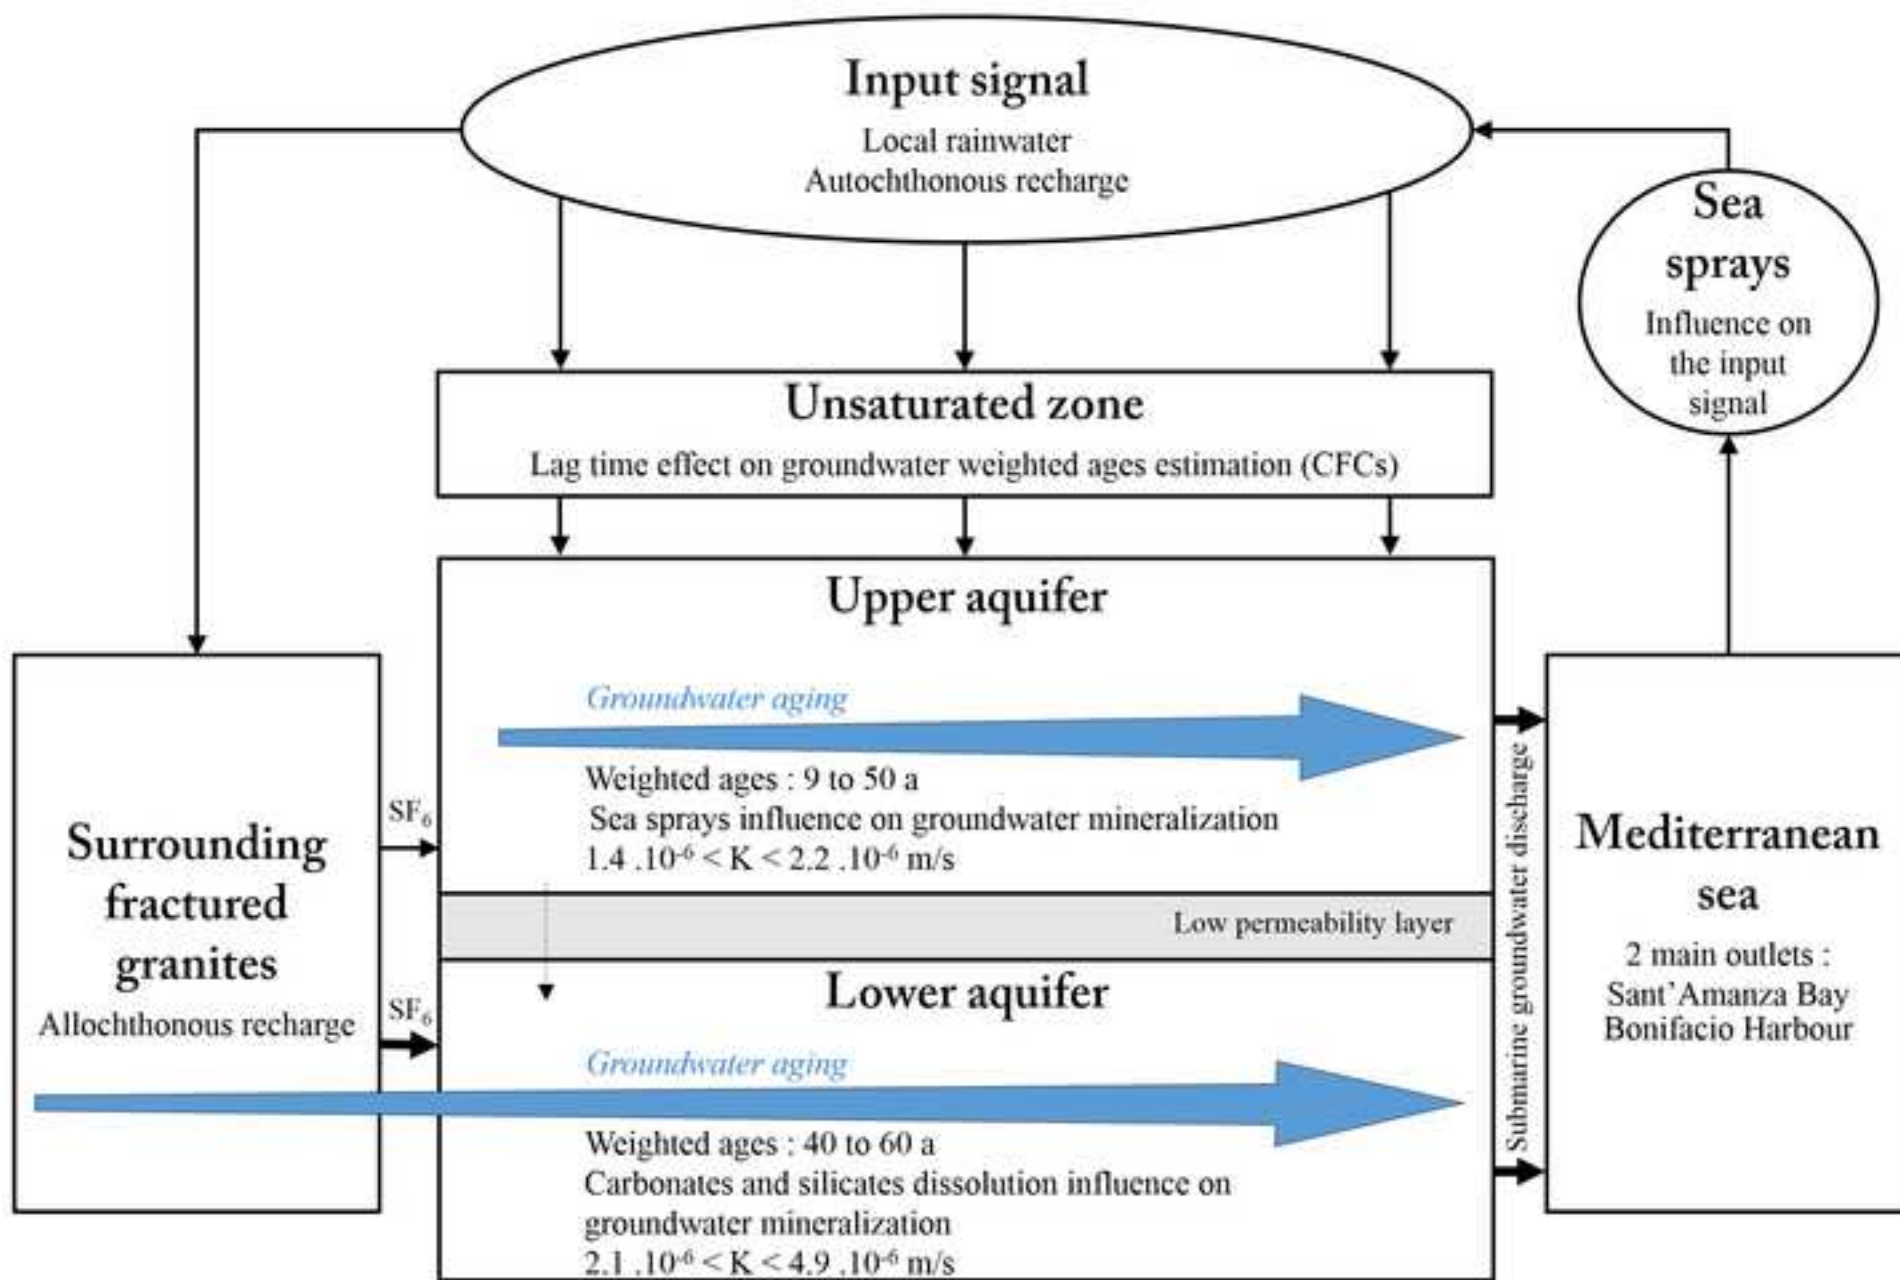 Input signal
Local rainwater
Autochthonous recharge
Sea
sprays
Influence on
the input
signal
Unsaturated zone
Lag time effect on groundwater weighted ages estimation (CFCs)
Upper aquifer
Groundwater aging
Weighted ages : 9 to 50 a
Sea sprays influence on groundwater mineralization
1.4 .10⁻⁶ < K < 2.2 .10⁻⁶ m/s
Low permeability layer
Lower aquifer
Groundwater aging
Weighted ages : 40 to 60 a
Carbonates and silicates dissolution influence on
groundwater mineralization
2.1 .10⁻⁶ < K < 4.9 .10⁻⁶ m/s
Surrounding
fractured
granites
Allochthonous recharge
SF₆
SF₆
Submarine groundwater discharge
Mediterranean
sea
2 main outlets :
Sant'Amanza Bay
Bonifacio Harbour